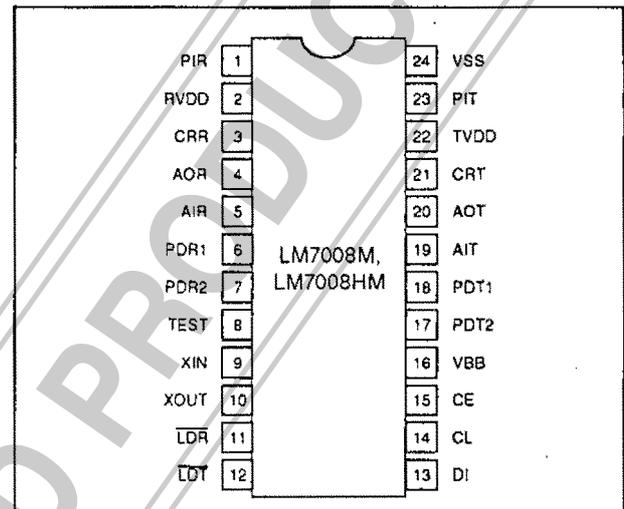 PIR 1 24 VSS
RVDD 2 23 PIT
CRR 3 22 TVDD
AOR 4 21 CRT
AIR 5 20 AOT
PDR1 6 LM7008M, 19 AIT
PDR2 7 LM7008HM 18 PDT1
TEST 8 17 PDT2
XIN 9 16 VBB
XOUT 10 15 CE
LDR 11 14 CL
LDT 12 13 DI
D PRODUC